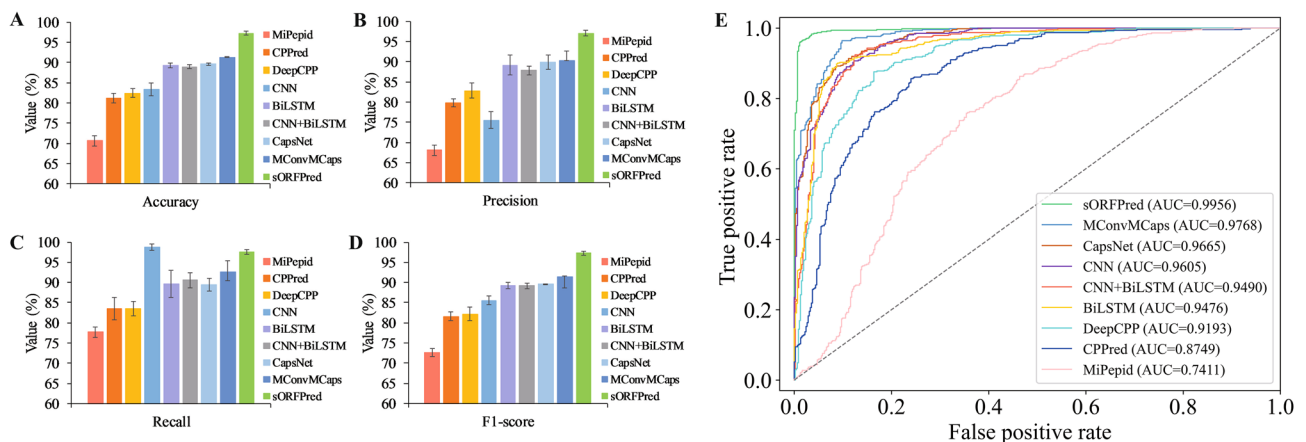 A
Value (%)
100
95
90
85
80
75
70
65
60
Accuracy
MiPepid
CPPred
DeepCPP
CNN
BiLSTM
CNN+BiLSTM
CapsNet
MConvMCaps
sORFPred
B
Value (%)
100
95
90
85
80
75
70
65
60
Precision
MiPepid
CPPred
DeepCPP
CNN
BiLSTM
CNN+BiLSTM
CapsNet
MConvMCaps
sORFPred
C
Value (%)
100
95
90
85
80
75
70
65
60
Recall
MiPepid
CPPred
DeepCPP
CNN
BiLSTM
CNN+BiLSTM
CapsNet
MConvMCaps
sORFPred
D
Value (%)
100
95
90
85
80
75
70
65
60
F1-score
MiPepid
CPPred
DeepCPP
CNN
BiLSTM
CNN+BiLSTM
CapsNet
MConvMCaps
sORFPred
E
True positive rate
1.0
0.8
0.6
0.4
0.2
0.0
sORFPred (AUC=0.9956)
MConvMCaps (AUC=0.9768)
CapsNet (AUC=0.9665)
CNN (AUC=0.9605)
CNN+BiLSTM (AUC=0.9490)
BiLSTM (AUC=0.9476)
DeepCPP (AUC=0.9193)
CPPred (AUC=0.8749)
MiPepid (AUC=0.7411)
0.0 0.2 0.4 0.6 0.8 1.0
False positive rate